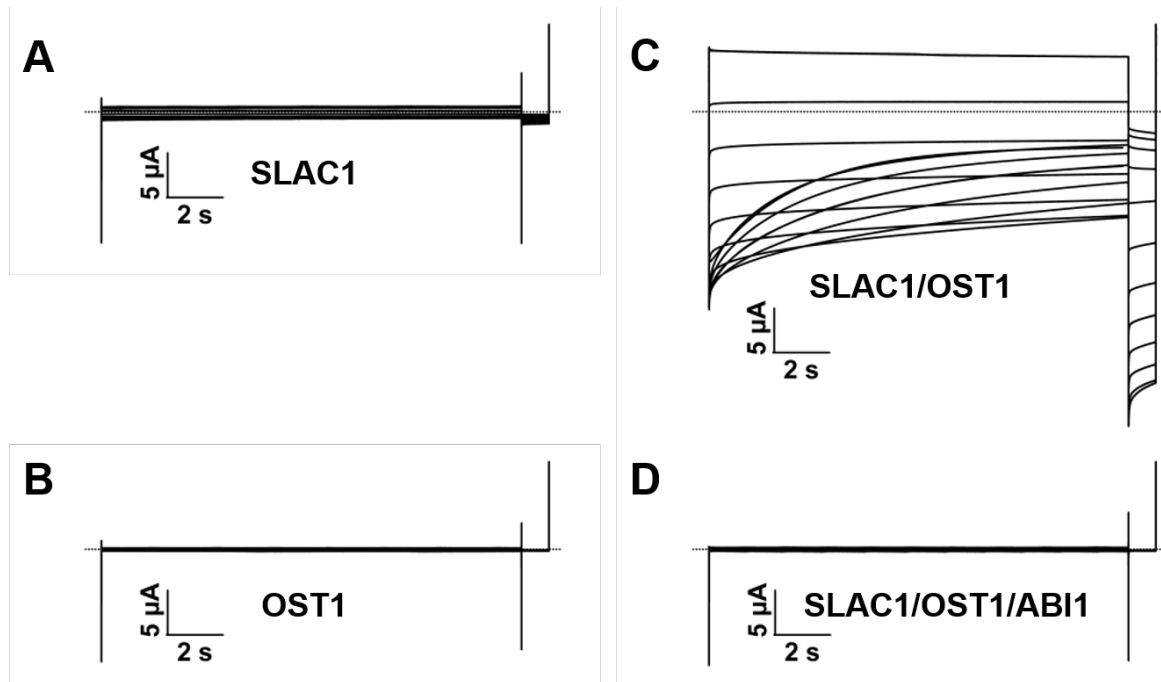 A
5 µA
2 s
SLAC1
C
5 µA
2 s
SLAC1/OST1
B
5 µA
2 s
OST1
D
5 µA
2 s
SLAC1/OST1/ABI1